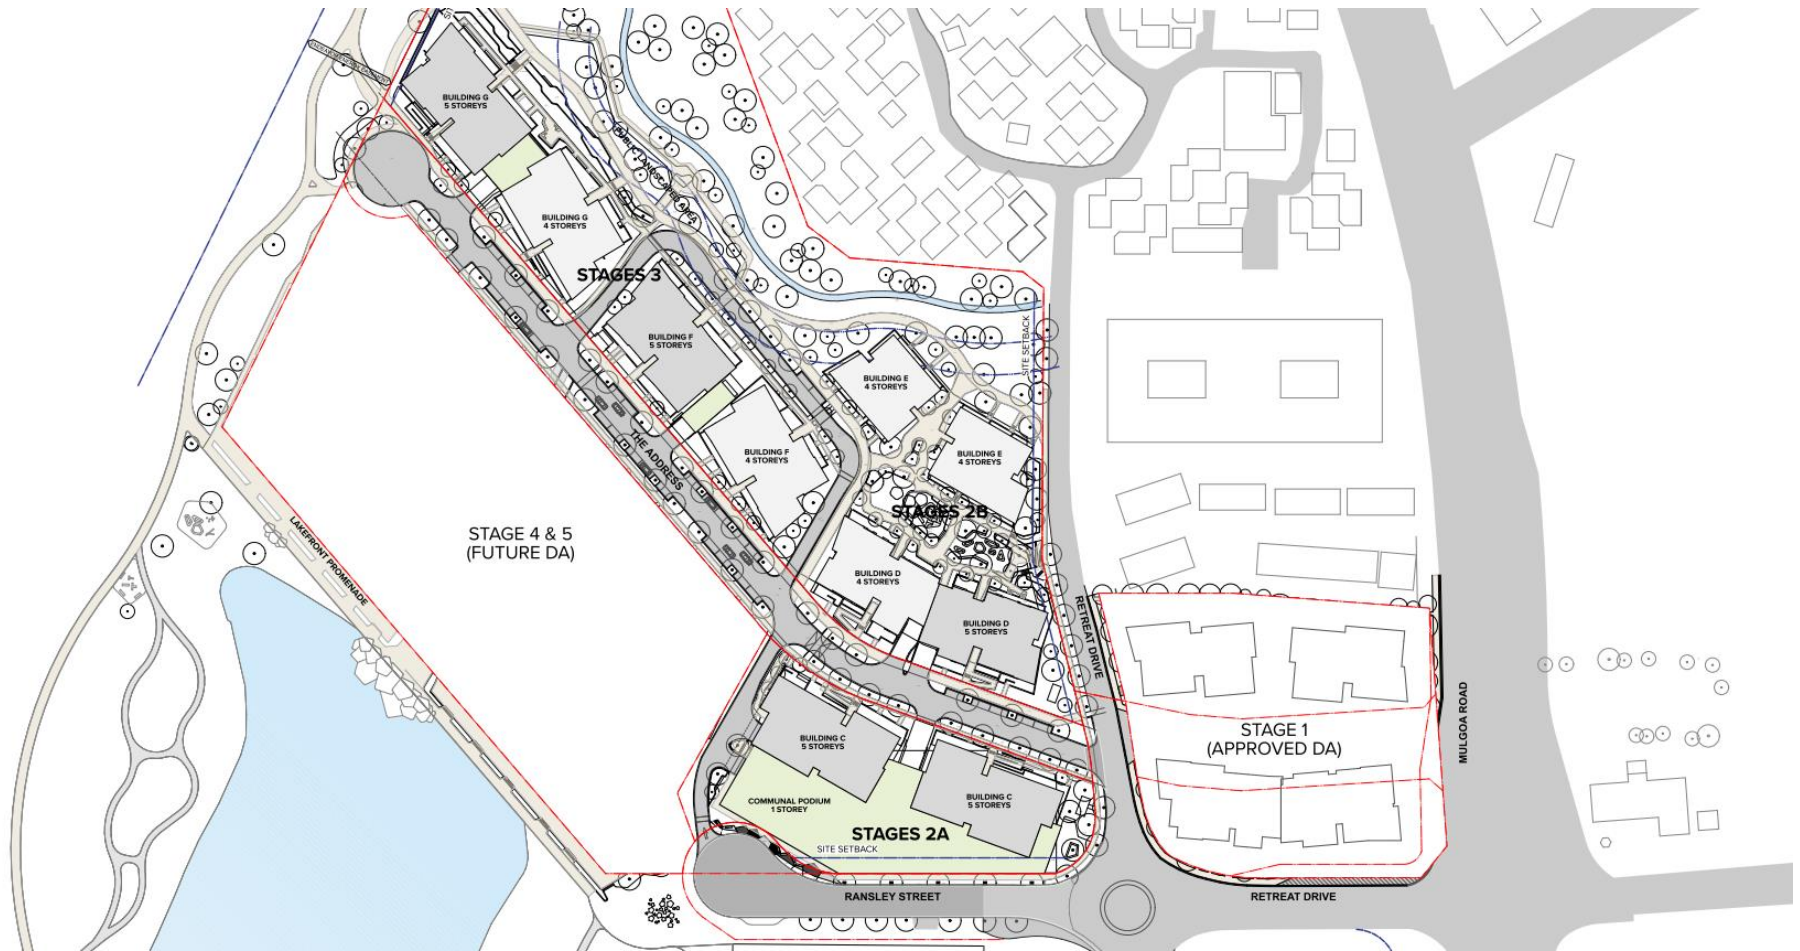 BUILDING G
5 STOREYS
PUBLIC LANDSCAPED AREA
BUILDING G
4 STOREYS
STAGES 3
BUILDING F
5 STOREYS
SITE SETBACK
BUILDING E
4 STOREYS
THE ADDRESS
BUILDING F
4 STOREYS
BUILDING E
4 STOREYS
STAGES 2B
STAGE 4 & 5
(FUTURE DA)
LAKEFRONT PROMENADE
BUILDING D
4 STOREYS
BUILDING D
5 STOREYS
RETREAT DRIVE
BUILDING C
5 STOREYS
STAGE 1
(APPROVED DA)
MULGOA ROAD
COMMUNAL PODIUM
1 STOREY
BUILDING C
5 STOREYS
STAGES 2A
SITE SETBACK
RANSLEY STREET
RETREAT DRIVE